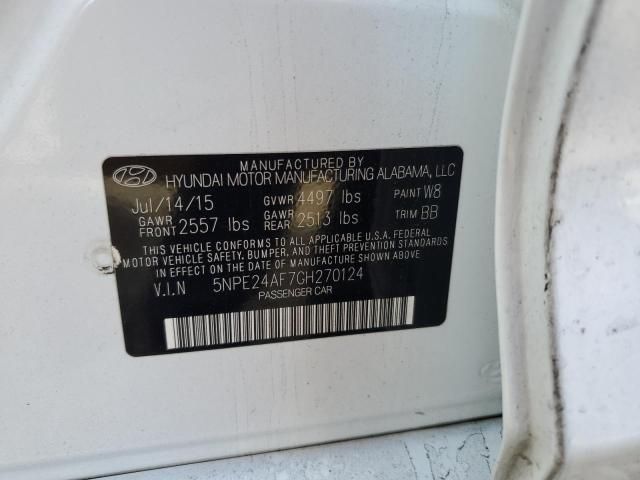 MANUFACTURED BY
HYUNDAI MOTOR MANUFACTURING ALABAMA, LLC
Jul/14/15 GVWR 4497 lbs PAINT W8
GAWR FRONT 2557 lbs GAWR REAR 2513 lbs TRIM BB
THIS VEHICLE CONFORMS TO ALL APPLICABLE U.S.A. FEDERAL
MOTOR VEHICLE SAFETY, BUMPER, AND THEFT PREVENTION STANDARDS
IN EFFECT ON THE DATE OF MANUFACTURE SHOWN ABOVE.
V.I.N 5NPE24AF7GH270124
PASSENGER CAR